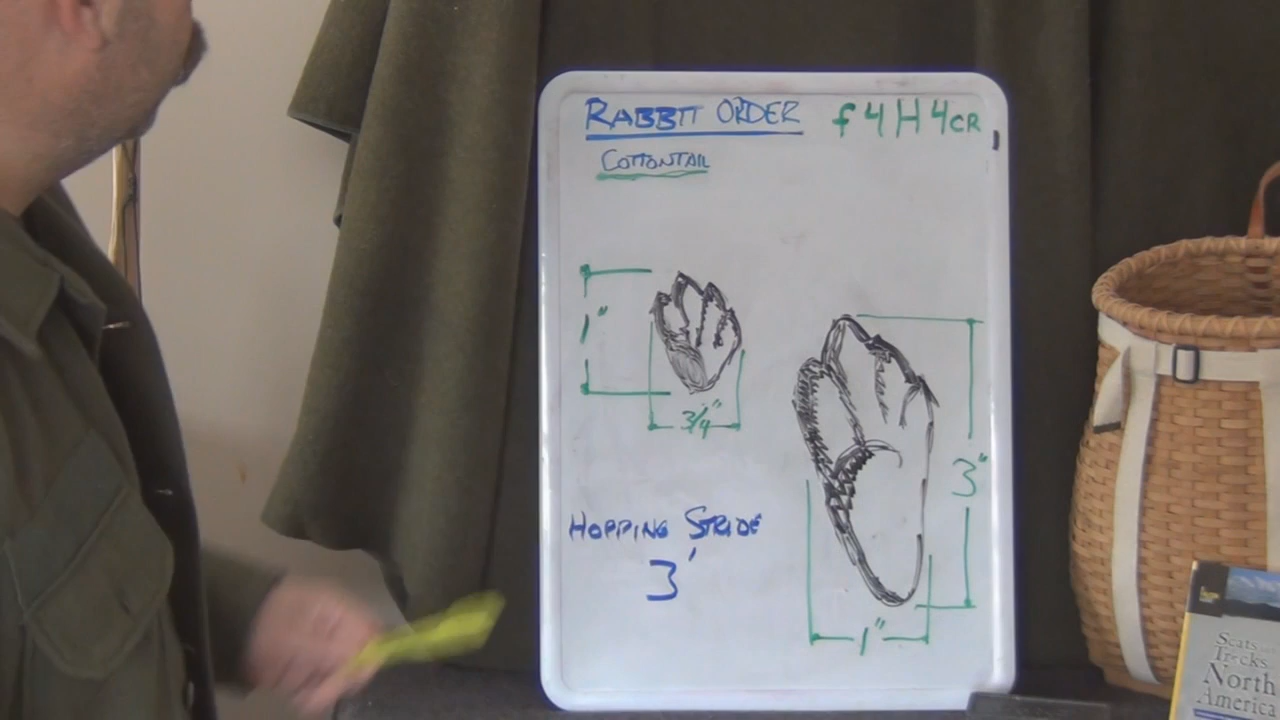 RABBIT ORDER f4H4CR
COTTONTAIL
1"
3/4"
3"
HOPPING STRIDE
3'
1"
Scats and
Tracks
North
America